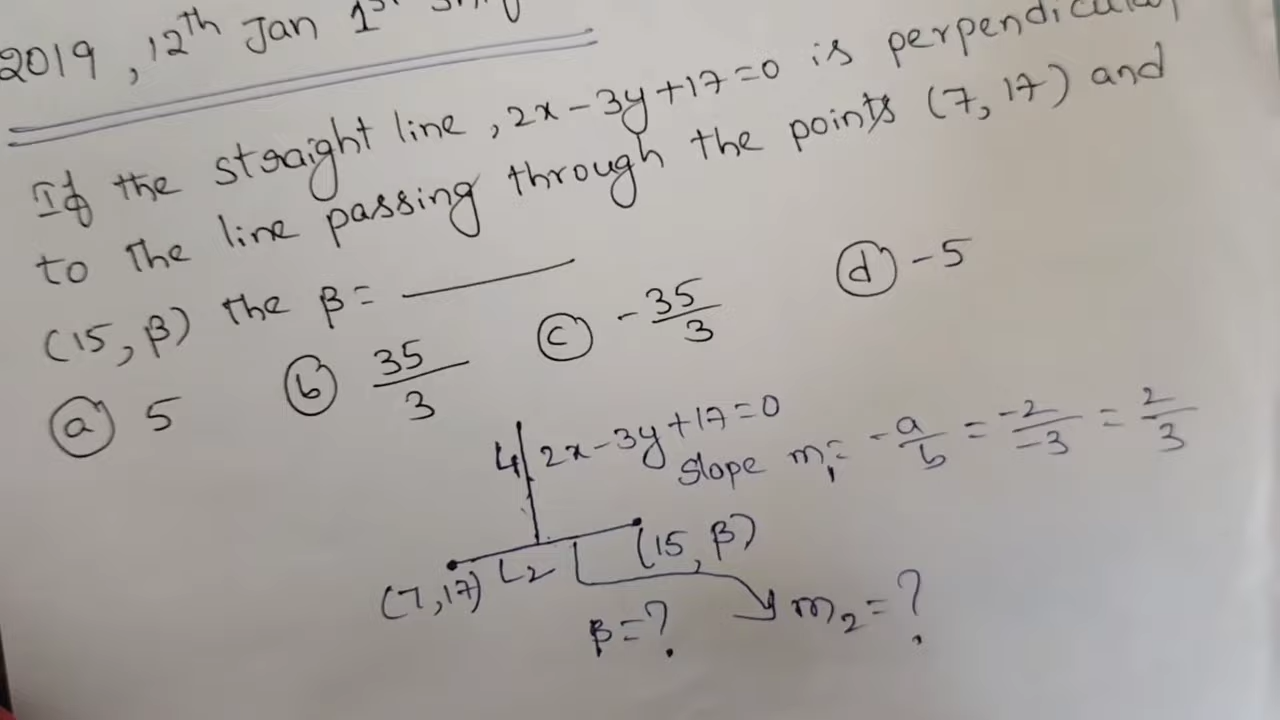 2019, 12th Jan 1st
If the straight line, 2x-3y+17=0 is perpendicular
to the line passing through the points (7, 17) and
(15, β) the β= ______
(a) 5 (b) 35/3 (c) -35/3 (d) -5
L 2x-3y+17=0
Slope m₁= -a/b = -2/-3 = 2/3
(7,17) L2 (15, β)
β=? m₂=?